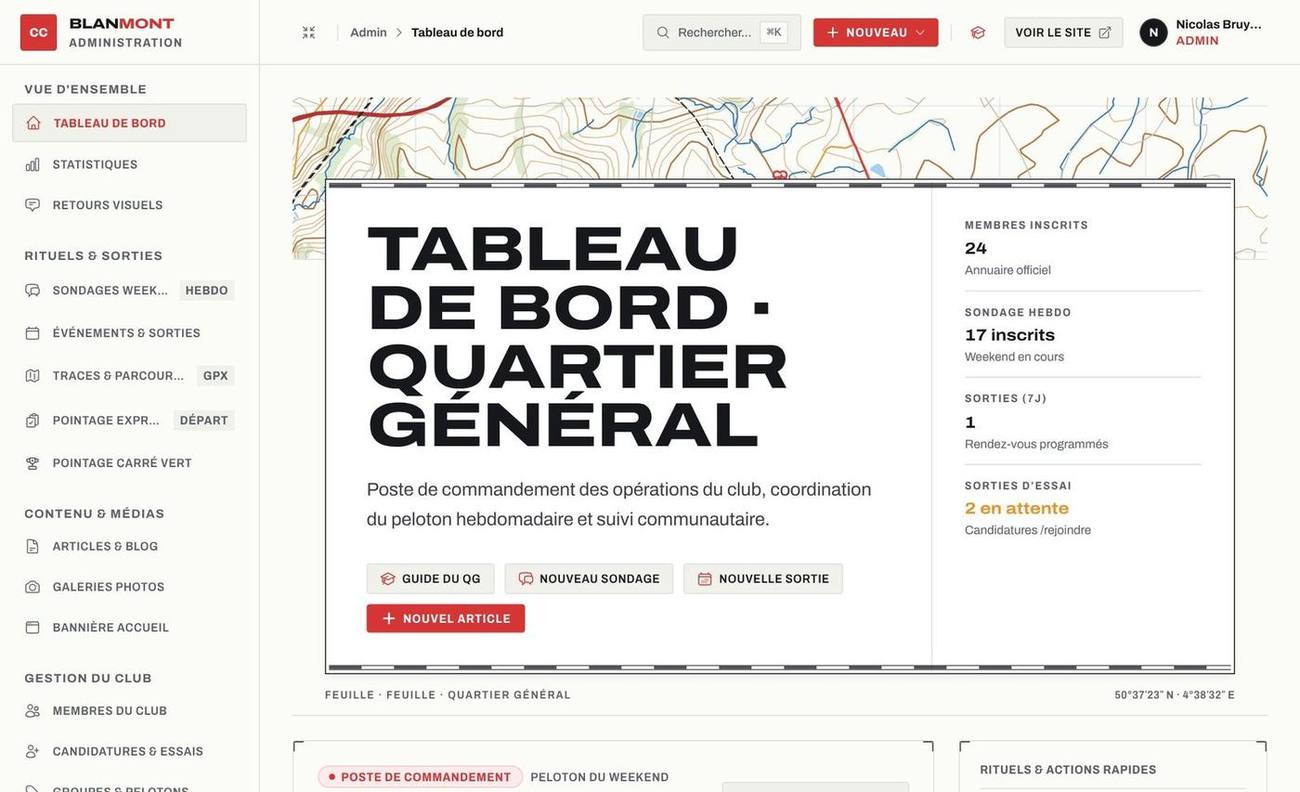 CC
BLANMONT
ADMINISTRATION
Admin > Tableau de bord
Rechercher... ⌘K
+ NOUVEAU
VOIR LE SITE
N
Nicolas Bruy...
ADMIN
VUE D'ENSEMBLE
TABLEAU DE BORD
STATISTIQUES
RETOURS VISUELS
RITUELS & SORTIES
SONDAGES WEEK... HEBDO
ÉVÉNEMENTS & SORTIES
TRACES & PARCOUR... GPX
POINTAGE EXPR... DÉPART
POINTAGE CARRÉ VERT
CONTENU & MÉDIAS
ARTICLES & BLOG
GALERIES PHOTOS
BANNIÈRE ACCUEIL
GESTION DU CLUB
MEMBRES DU CLUB
CANDIDATURES & ESSAIS
GROUPES & PELOTONS
TABLEAU
DE BORD ·
QUARTIER
GÉNÉRAL
Poste de commandement des opérations du club, coordination
du peloton hebdomadaire et suivi communautaire.
GUIDE DU QG
NOUVEAU SONDAGE
NOUVELLE SORTIE
+ NOUVEL ARTICLE
MEMBRES INSCRITS
24
Annuaire officiel
SONDAGE HEBDO
17 inscrits
Weekend en cours
SORTIES (7J)
1
Rendez-vous programmés
SORTIES D'ESSAI
2 en attente
Candidatures /rejoindre
FEUILLE · FEUILLE · QUARTIER GÉNÉRAL
50°37'23" N · 4°38'32" E
POSTE DE COMMANDEMENT PELOTON DU WEEKEND
RITUELS & ACTIONS RAPIDES